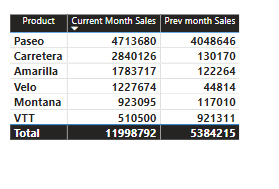 Product Current Month Sales Prev month Sales
Paseo 4713680 4048646
Carretera 2840126 130170
Amarilla 1783717 122264
Velo 1227674 44814
Montana 923095 117010
VTT 510500 921311
Total 11998792 5384215